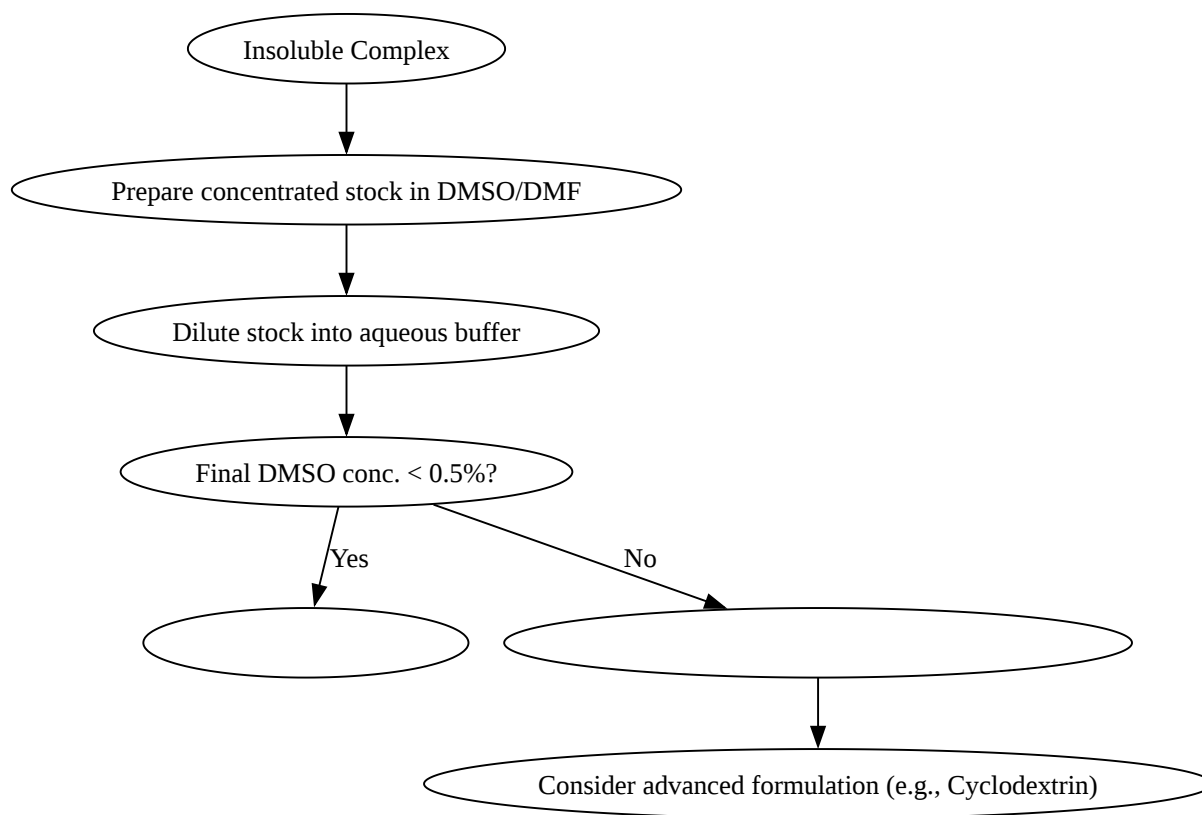 Insoluble Complex
Prepare concentrated stock in DMSO/DMF
Dilute stock into aqueous buffer
Final DMSO conc. < 0.5%?
Yes
No
Consider advanced formulation (e.g., Cyclodextrin)